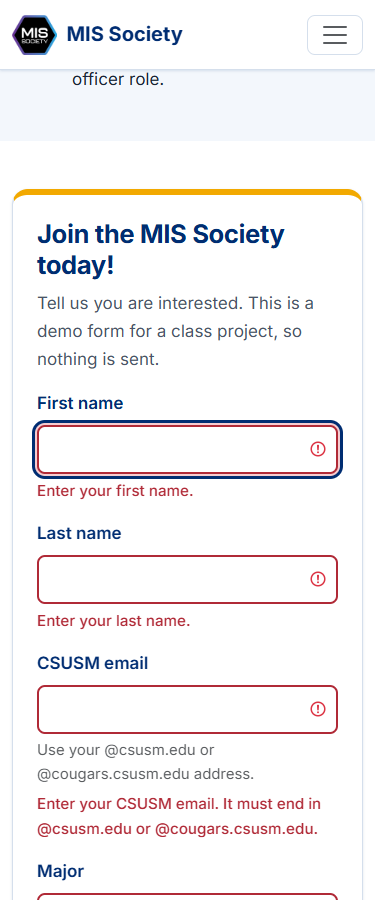 MIS
SOCIETY
MIS Society
officer role.
Join the MIS Society
today!
Tell us you are interested. This is a
demo form for a class project, so
nothing is sent.
First name
Enter your first name.
Last name
Enter your last name.
CSUSM email
Use your @csusm.edu or
@cougars.csusm.edu address.
Enter your CSUSM email. It must end in
@csusm.edu or @cougars.csusm.edu.
Major